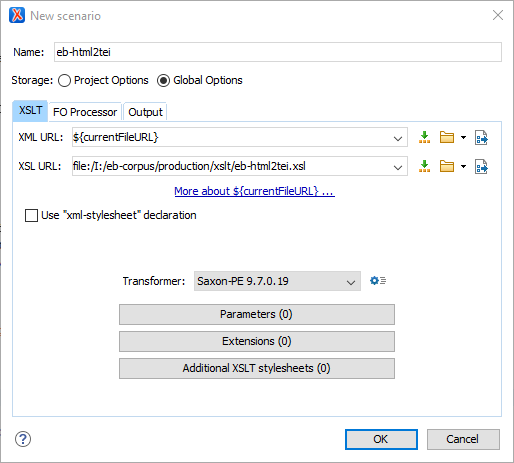 New scenario
Name: eb-html2tei
Storage: Project Options Global Options
XSLT FO Processor Output
XML URL: ${currentFileURL}
XSL URL: file:/I:/eb-corpus/production/xslt/eb-html2tei.xsl
More about ${currentFileURL} ...
Use "xml-stylesheet" declaration
Transformer: Saxon-PE 9.7.0.19
Parameters (0)
Extensions (0)
Additional XSLT stylesheets (0)
? OK Cancel